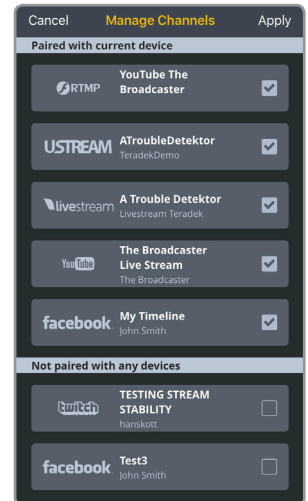 Cancel Manage Channels Apply
Paired with current device
RTMP
YouTube The
Broadcaster
USTREAM
ATroubleDetektor
TeradekDemo
livestream
A Trouble Detektor
Livestream Teradek
YouTube
The Broadcaster
Live Stream
The Broadcaster
facebook
My Timeline
John Smith
Not paired with any devices
twitch
TESTING STREAM
STABILITY
hanskott
facebook
Test3
John Smith